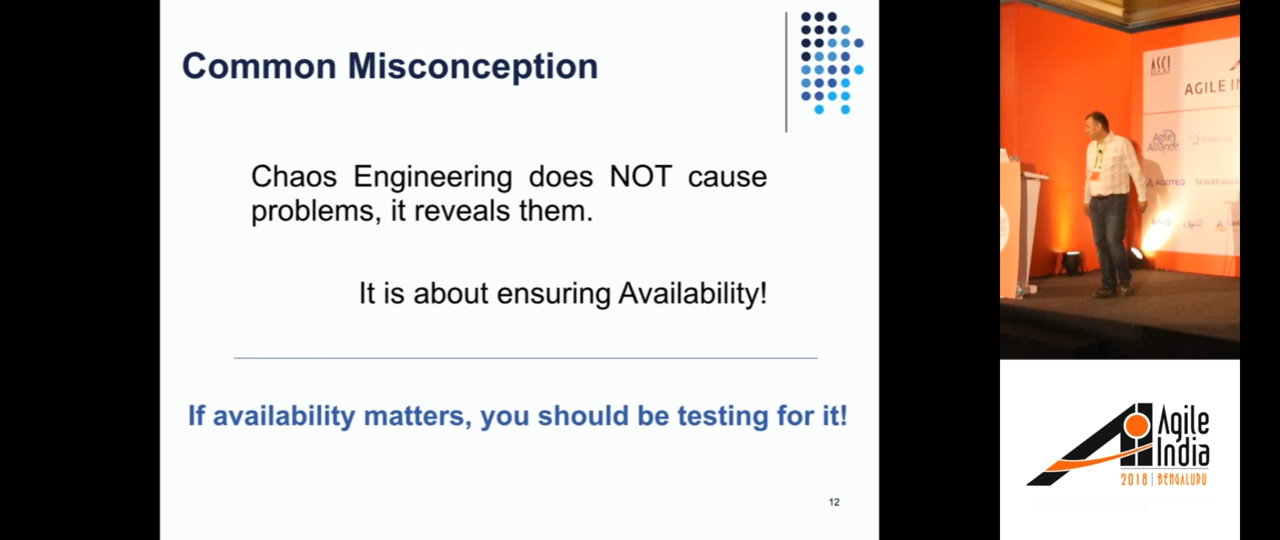 Common Misconception
Chaos Engineering does NOT cause
problems, it reveals them.
It is about ensuring Availability!
If availability matters, you should be testing for it!
12
ASCI
AGILE IN
Agile
Alliance
Agile
India
2018 | BENGALURU